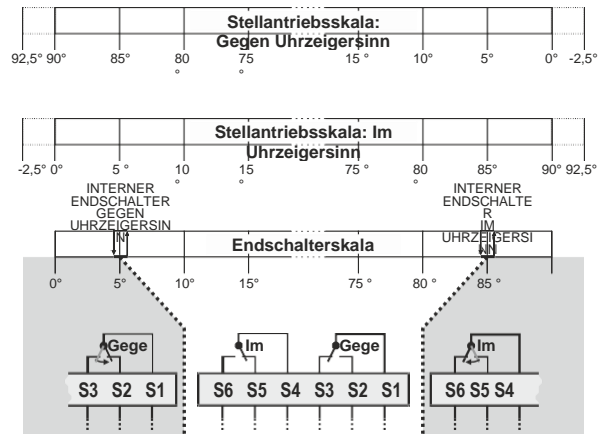 Stellantriebsskala:
Gegen Uhrzeigersinn
92,5° 90° 85° 80 ° 75 ° 15 ° 10° 5° 0° -2,5°
Stellantriebsskala: Im
Uhrzeigersinn
-2,5° 0° 5 ° 10 ° 15 ° 75 ° 80 85° 90° 92,5°
INTERNER
ENDSCHALTER
GEGEN
UHRZEIGERSIN
N
INTERNER
ENDSCHALTE
R
IM
UHRZEIGERSI
NN
Endschalterskala
0° 5° 10° 15° 75° 80 ° 85°
Gege Im Gege Im
S3 S2 S1 S6 S5 S4 S3 S2 S1 S6 S5 S4